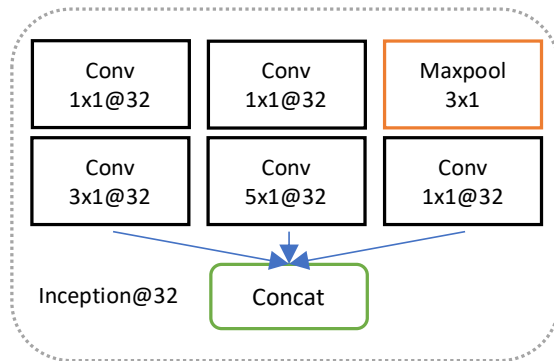 Conv
1x1@32
Conv
1x1@32
Maxpool
3x1
Conv
3x1@32
Conv
5x1@32
Conv
1x1@32
Inception@32
Concat